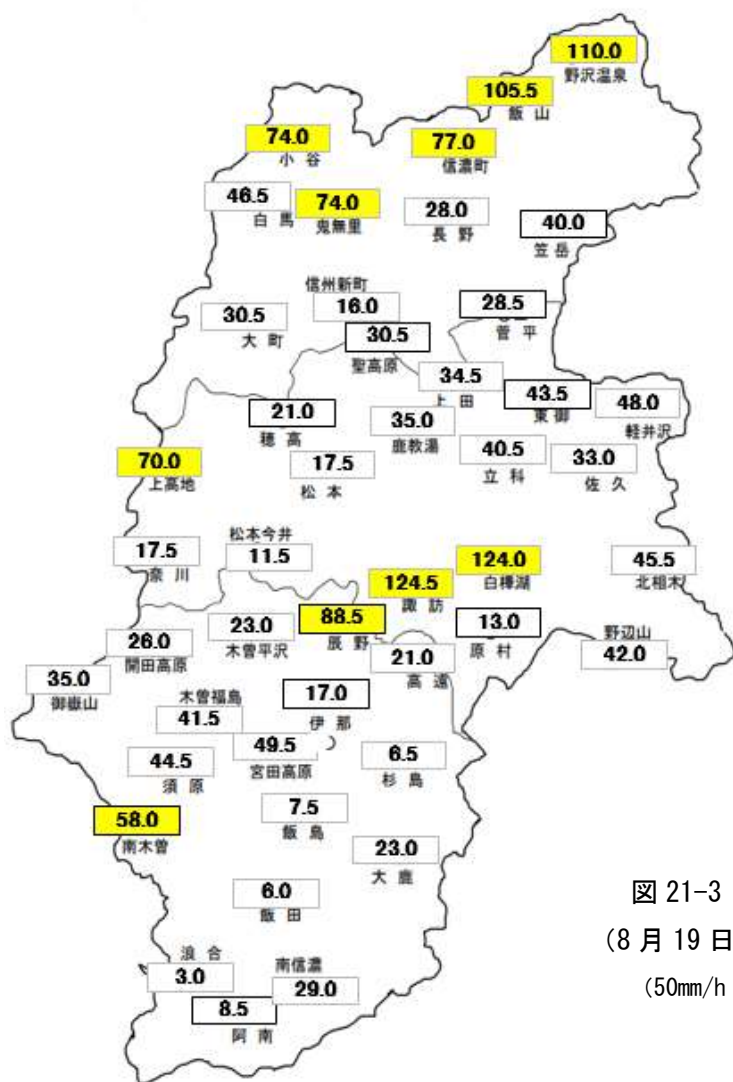 110.0
野沢温泉
105.5
飯山
74.0
小谷
77.0
信濃町
46.5
白馬
74.0
鬼無里
28.0
長野
40.0
笠岳
信州新町
16.0
30.5
大町
28.5
菅平
30.5
聖高原
34.5
上田
43.5
東御
48.0
軽井沢
21.0
穂高
35.0
鹿教湯
40.5
立科
33.0
佐久
70.0
上高地
17.5
松本
松本今井
11.5
17.5
奈川
124.5
諏訪
124.0
白樺湖
45.5
北相木
88.5
辰野
23.0
木曽平沢
26.0
開田高原
13.0
原村
21.0
高遠
野辺山
42.0
35.0
御嶽山
17.0
伊那
木曽福島
41.5
49.5
宮田高原
44.5
須原
6.5
杉島
58.0
南木曽
7.5
飯島
23.0
大鹿
6.0
飯田
浪合
3.0
南信濃
29.0
8.5
阿南
図 21-3
(8 月 19 日
(50mm/h